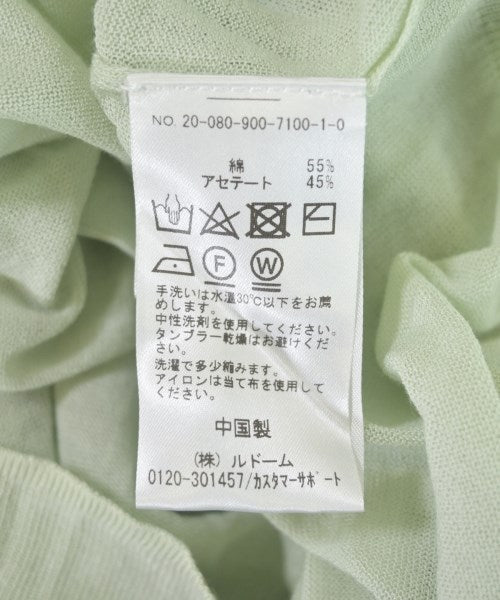 NO. 20-080-900-7100-1-0
綿 55%
アセテート 45%
F W
手洗いは水温30℃以下をお薦
めします。
中性洗剤を使用してください。
タンブラー乾燥はお避けくだ
さい。
洗濯で多少縮みます。
アイロンは当て布を使用して
ください。
中国製
(株) ルドーム
0120-301457/カスタマーサポート